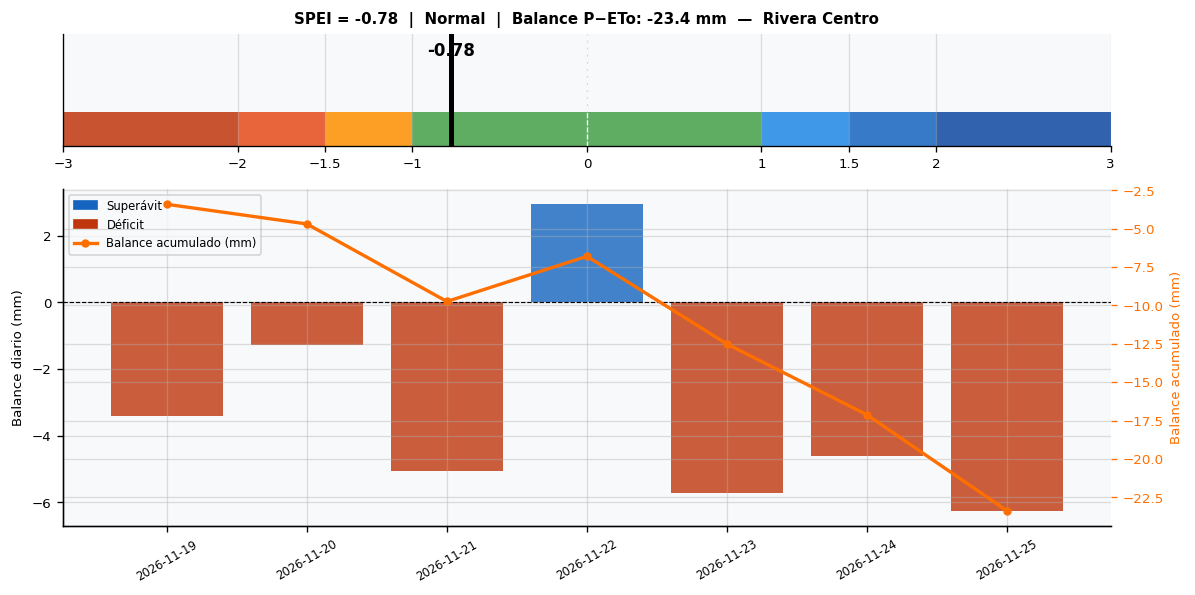 SPEI = -0.78 | Normal | Balance P−ETo: -23.4 mm — Rivera Centro
-0.78
−3 −2 −1.5 −1 0 1 1.5 2 3
Superávit
Déficit
Balance acumulado (mm)
Balance diario (mm)
2
0
−2
−4
−6
−2.5
−5.0
−7.5
−10.0
−12.5
−15.0
−17.5
−20.0
−22.5
Balance acumulado (mm)
2026-11-19 2026-11-20 2026-11-21 2026-11-22 2026-11-23 2026-11-24 2026-11-25